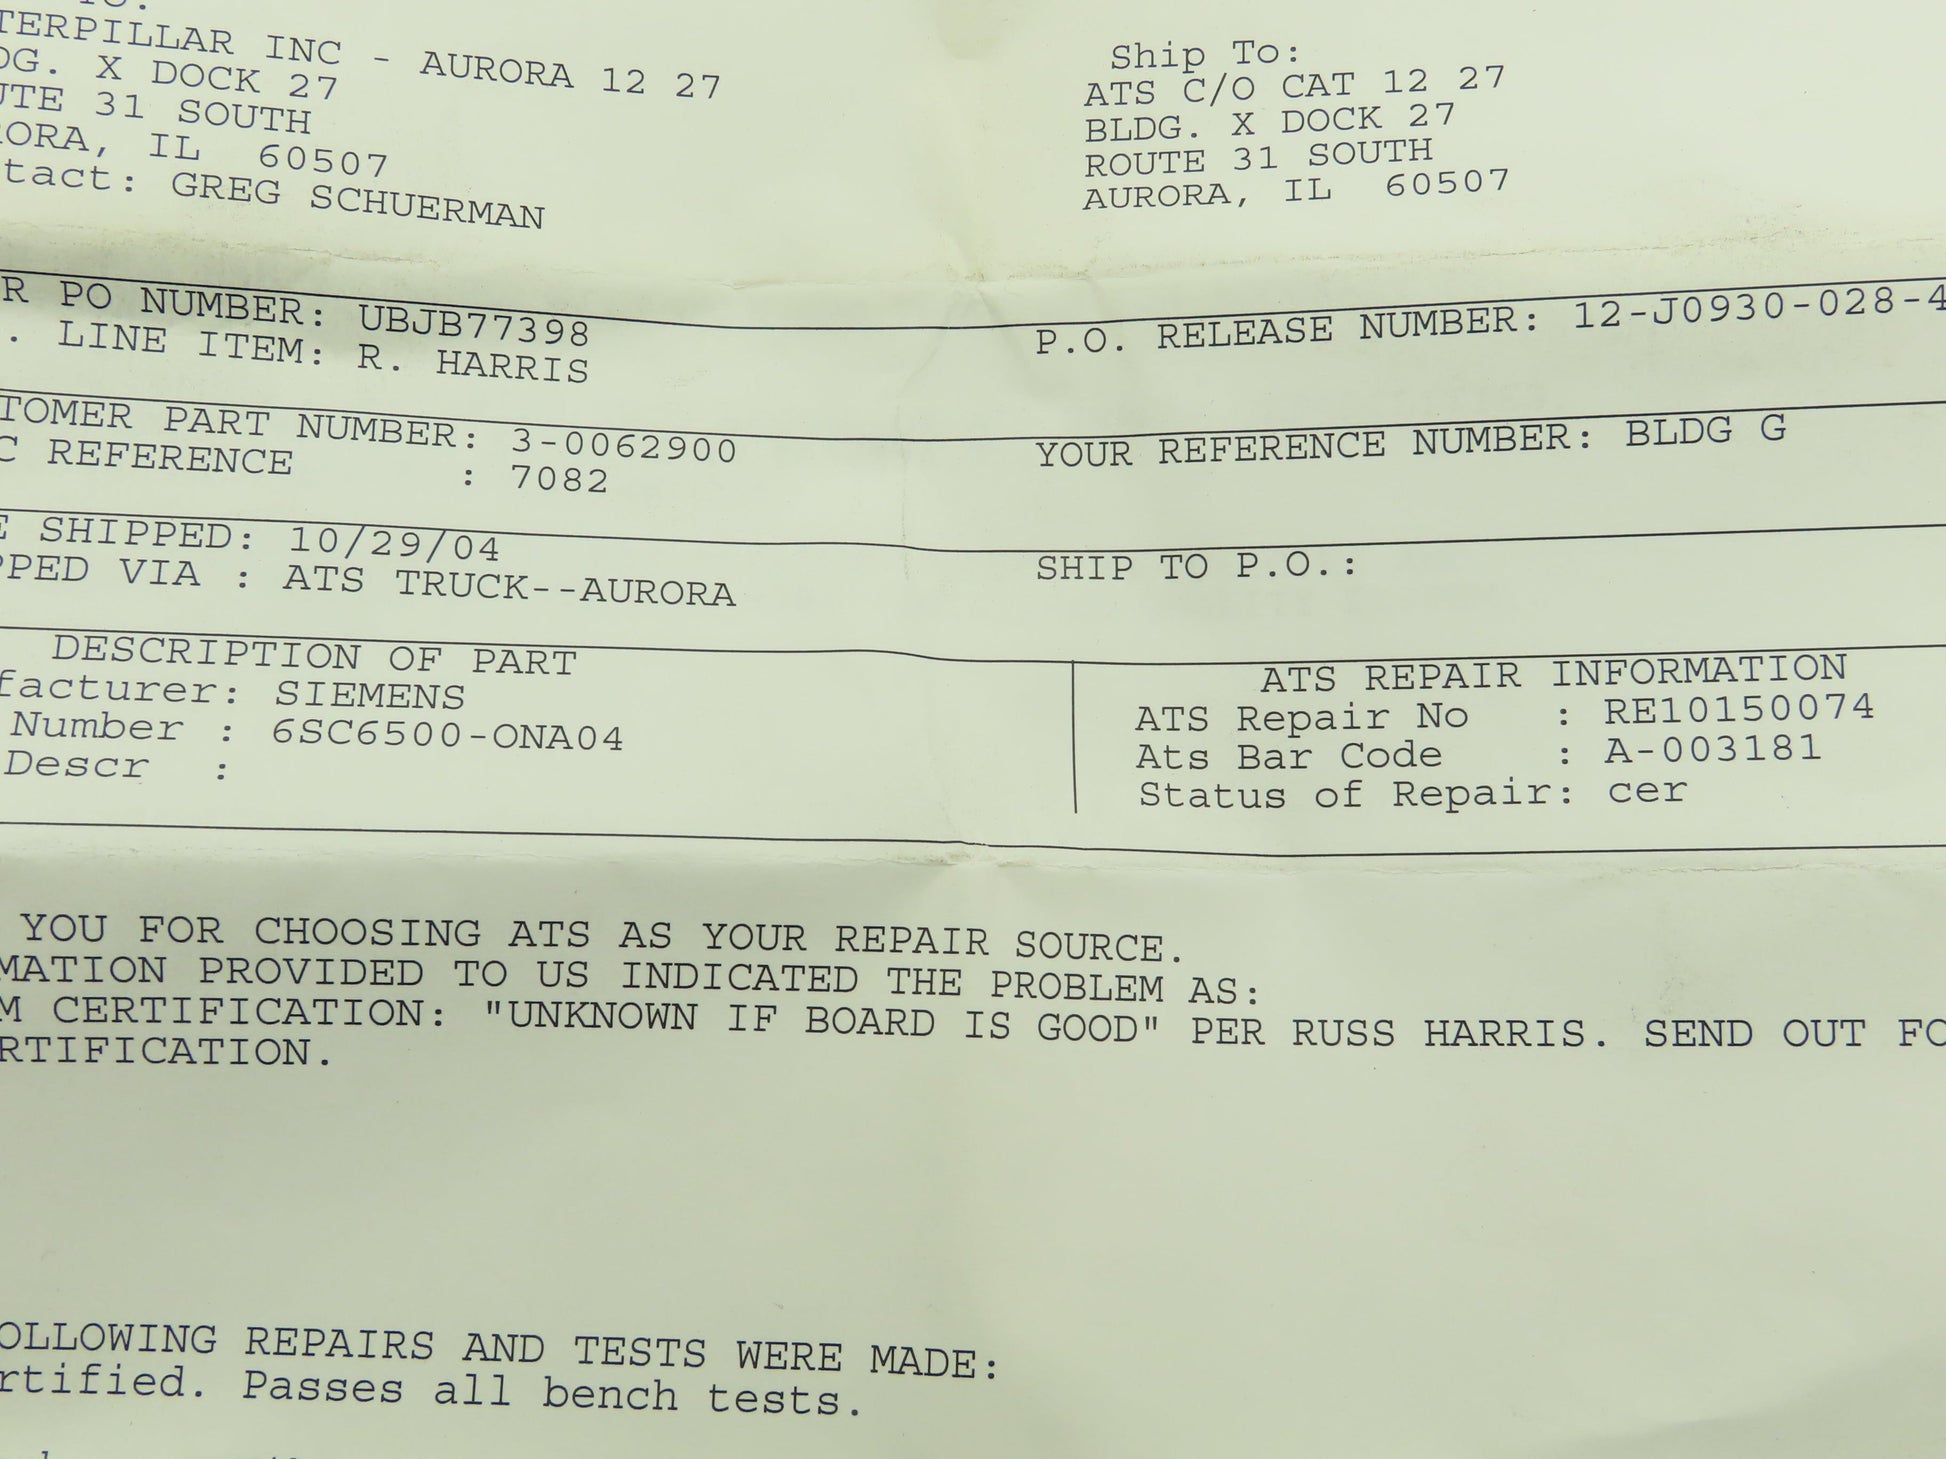 TO:
TERPILLAR INC - AURORA 12 27
DG. X DOCK 27
UTE 31 SOUTH
RORA, IL  60507
tact: GREG SCHUERMAN
Ship To:
ATS C/O CAT 12 27
BLDG. X DOCK 27
ROUTE 31 SOUTH
AURORA, IL  60507
R PO NUMBER: UBJB77398
. LINE ITEM: R. HARRIS
P.O. RELEASE NUMBER: 12-J0930-028-4
TOMER PART NUMBER: 3-0062900
C REFERENCE : 7082
YOUR REFERENCE NUMBER: BLDG G
E SHIPPED: 10/29/04
PPED VIA : ATS TRUCK--AURORA
SHIP TO P.O.:
DESCRIPTION OF PART
facturer: SIEMENS
Number : 6SC6500-ONA04
Descr :
ATS REPAIR INFORMATION
ATS Repair No : RE10150074
Ats Bar Code : A-003181
Status of Repair: cer
YOU FOR CHOOSING ATS AS YOUR REPAIR SOURCE.
MATION PROVIDED TO US INDICATED THE PROBLEM AS:
M CERTIFICATION: "UNKNOWN IF BOARD IS GOOD" PER RUSS HARRIS. SEND OUT FO
RTIFICATION.
OLLOWING REPAIRS AND TESTS WERE MADE:
rtified. Passes all bench tests.